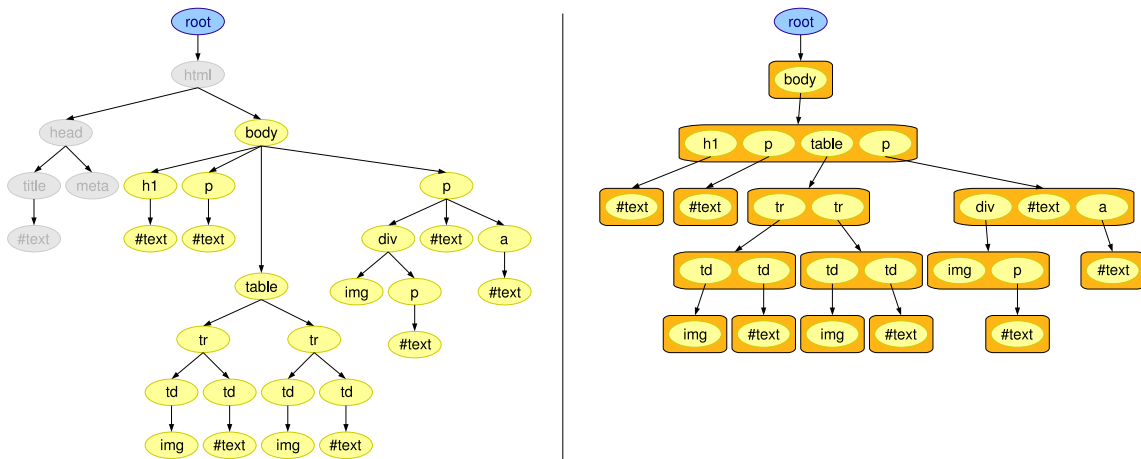 root
html
head
body
title
meta
h1
p
p
#text
#text
#text
div
#text
a
table
img
p
#text
tr
tr
#text
td
td
td
td
img
#text
img
#text
root
body
h1 p table p
#text
#text
tr tr
div #text a
td td
td td
img p
#text
img
#text
img
#text
#text